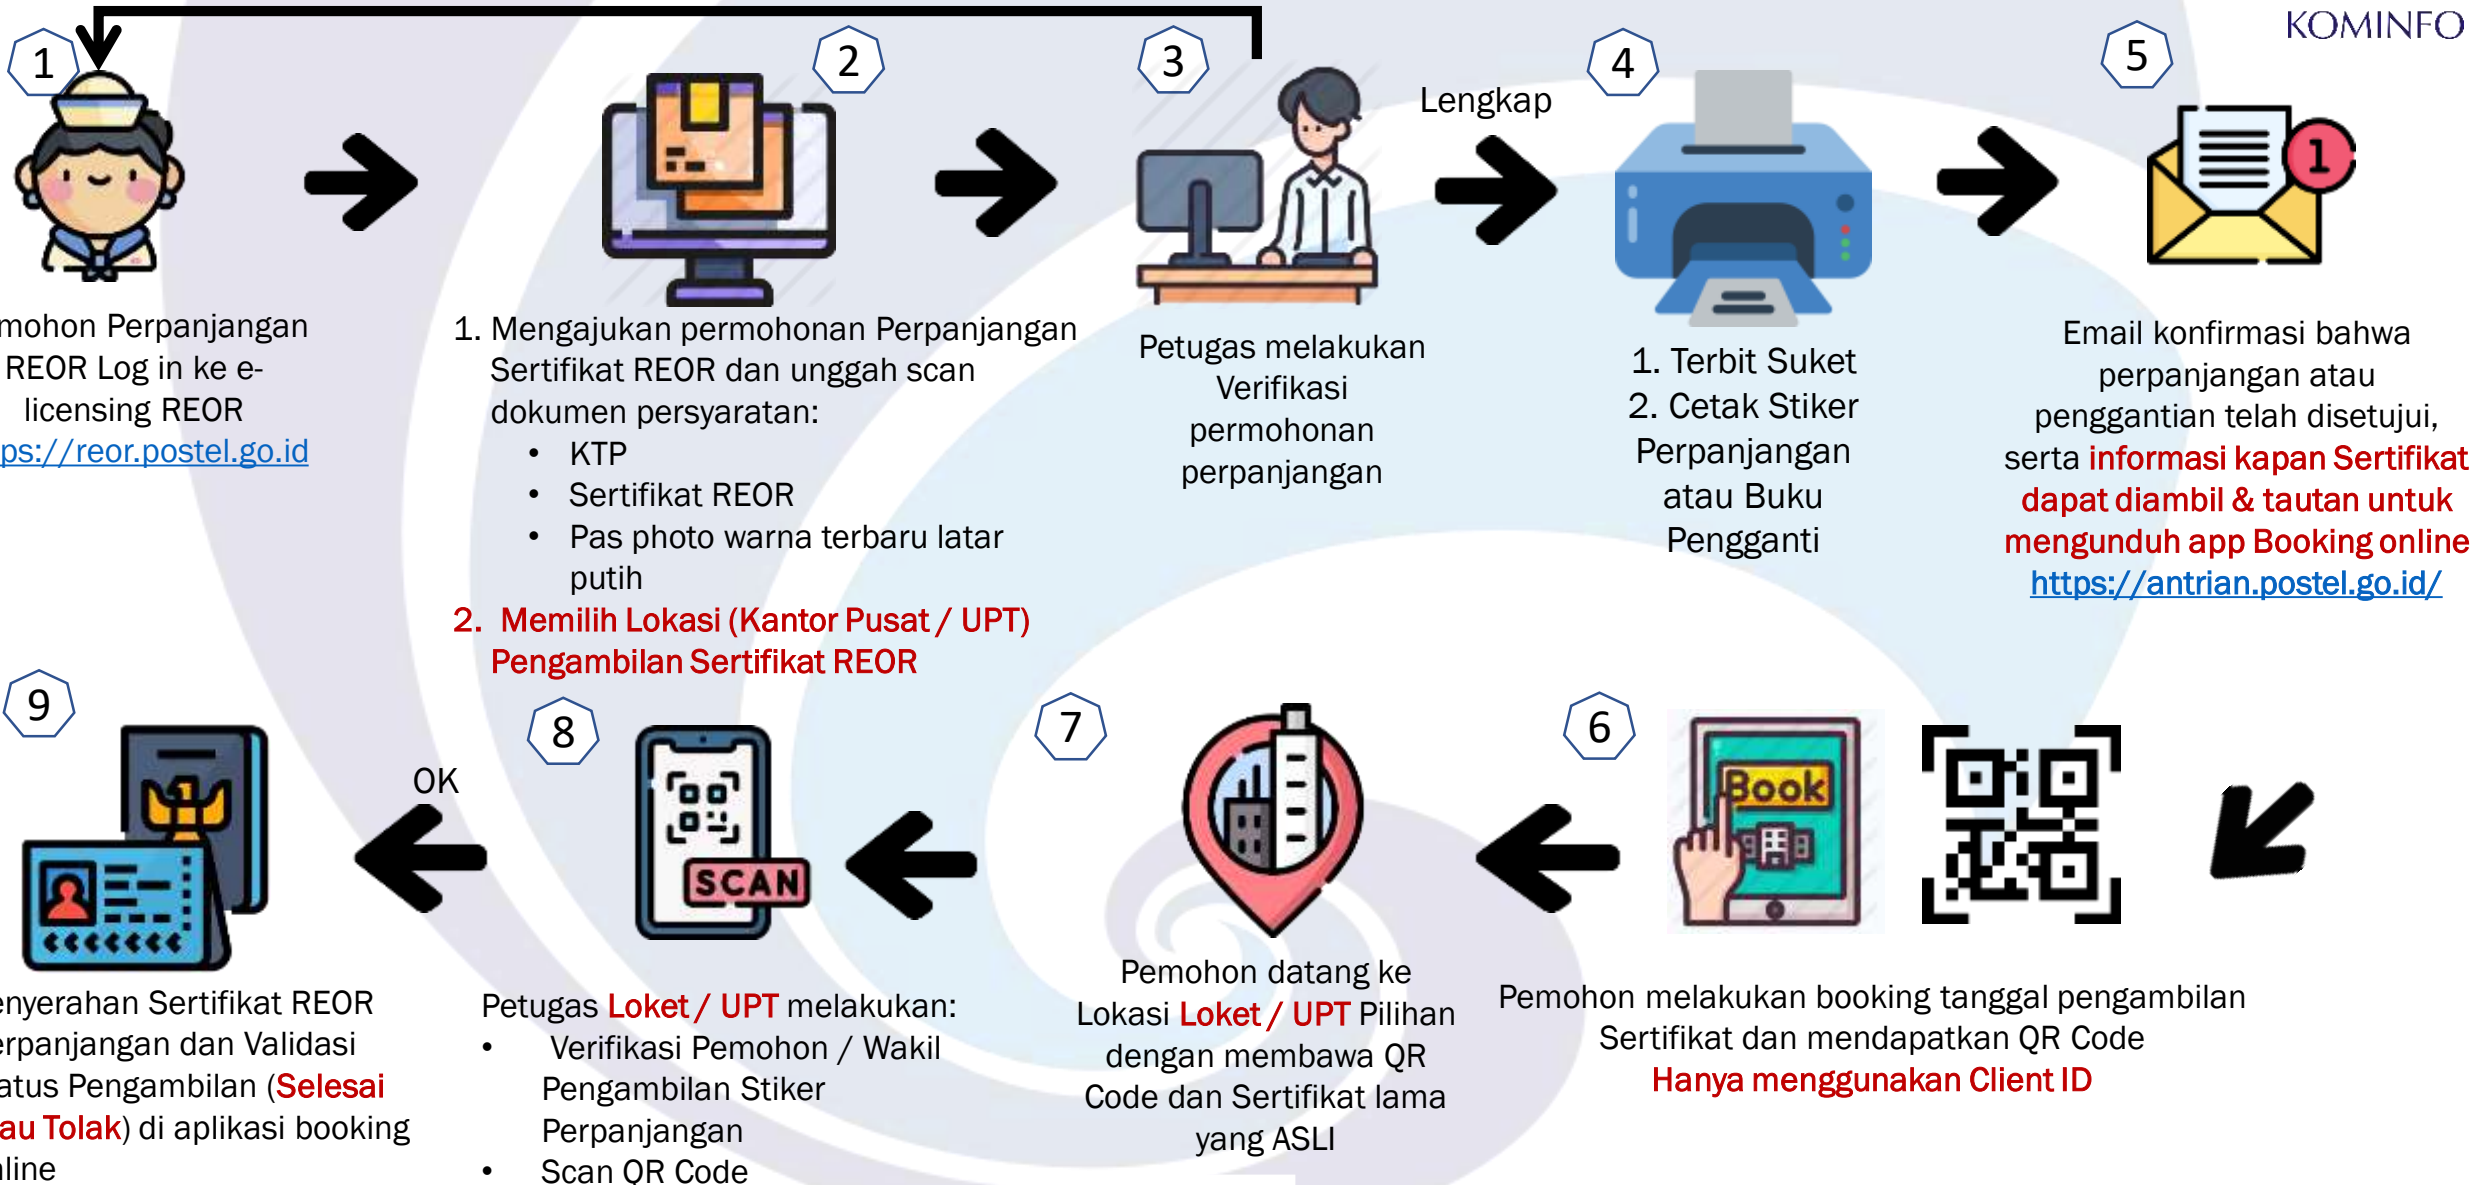 KOMINFO
1
2
3
4
5
Lengkap
1
mohon Perpanjangan
REOR Log in ke e-
licensing REOR
ps://reor.postel.go.id
1. Mengajukan permohonan Perpanjangan
Sertifikat REOR dan unggah scan
dokumen persyaratan:
• KTP
• Sertifikat REOR
• Pas photo warna terbaru latar
putih
2. Memilih Lokasi (Kantor Pusat / UPT)
Pengambilan Sertifikat REOR
Petugas melakukan
Verifikasi
permohonan
perpanjangan
1. Terbit Suket
2. Cetak Stiker
Perpanjangan
atau Buku
Pengganti
Email konfirmasi bahwa
perpanjangan atau
penggantian telah disetujui,
serta informasi kapan Sertifikat
dapat diambil & tautan untuk
mengunduh app Booking online
https://antrian.postel.go.id/
6
Book
Pemohon melakukan booking tanggal pengambilan
Sertifikat dan mendapatkan QR Code
Hanya menggunakan Client ID
7
Pemohon datang ke
Lokasi Loket / UPT Pilihan
dengan membawa QR
Code dan Sertifikat lama
yang ASLI
8
SCAN
Petugas Loket / UPT melakukan:
• Verifikasi Pemohon / Wakil
Pengambilan Stiker
Perpanjangan
• Scan QR Code
OK
9
enyerahan Sertifikat REOR
erpanjangan dan Validasi
atus Pengambilan (Selesai
au Tolak) di aplikasi booking
nline